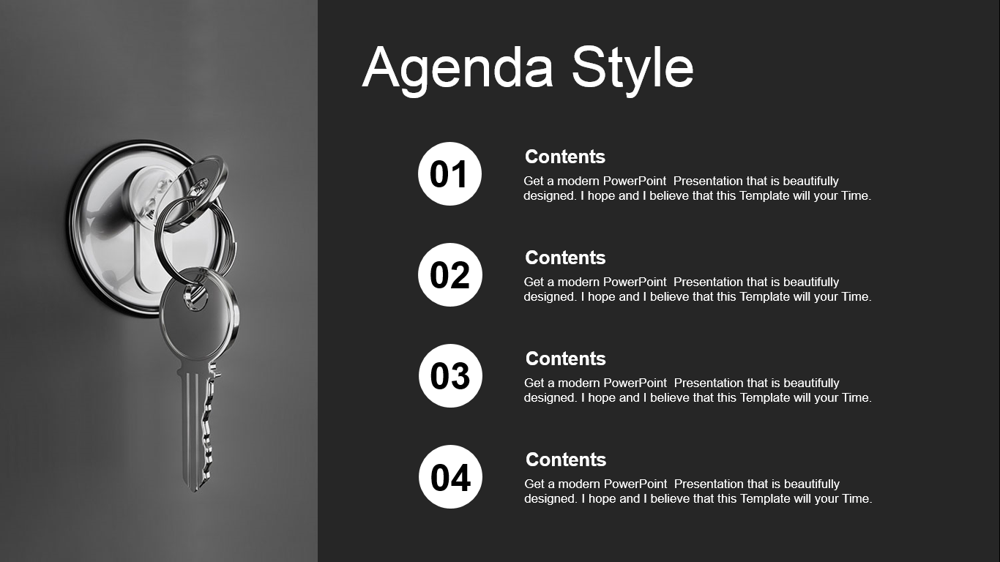 Agenda Style
01
Contents
Get a modern PowerPoint  Presentation that is beautifully
designed. I hope and I believe that this Template will your Time.
02
Contents
Get a modern PowerPoint  Presentation that is beautifully
designed. I hope and I believe that this Template will your Time.
03
Contents
Get a modern PowerPoint  Presentation that is beautifully
designed. I hope and I believe that this Template will your Time.
04
Contents
Get a modern PowerPoint  Presentation that is beautifully
designed. I hope and I believe that this Template will your Time.